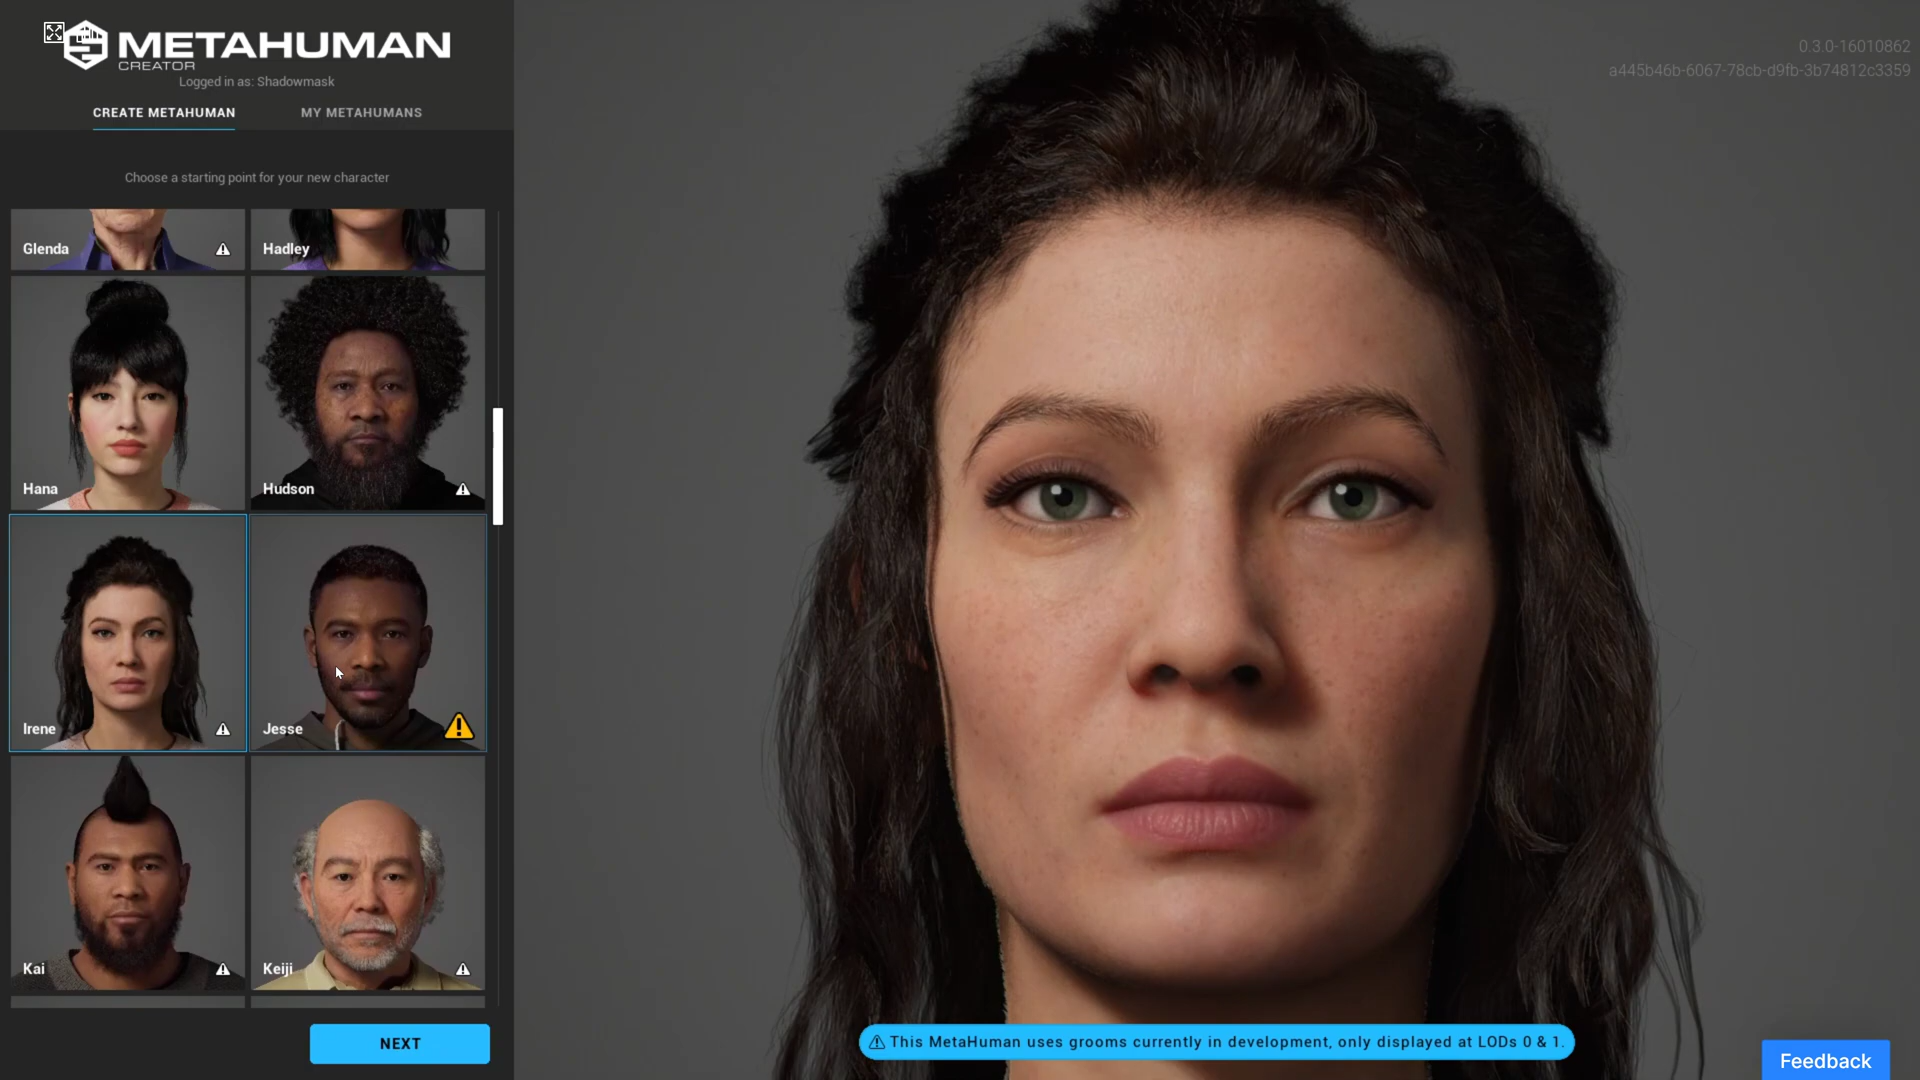 METAHUMAN
CREATOR
Logged in as: Shadowmask
CREATE METAHUMAN
MY METAHUMANS
Choose a starting point for your new character
Glenda
Hadley
Hana
Hudson
Irene
Jesse
Kai
Keiji
NEXT
0.3.0-16010862
a445b46b-6067-78cb-d9fb-3b74812c3359
This MetaHuman uses grooms currently in development, only displayed at LODs 0 & 1.
Feedback